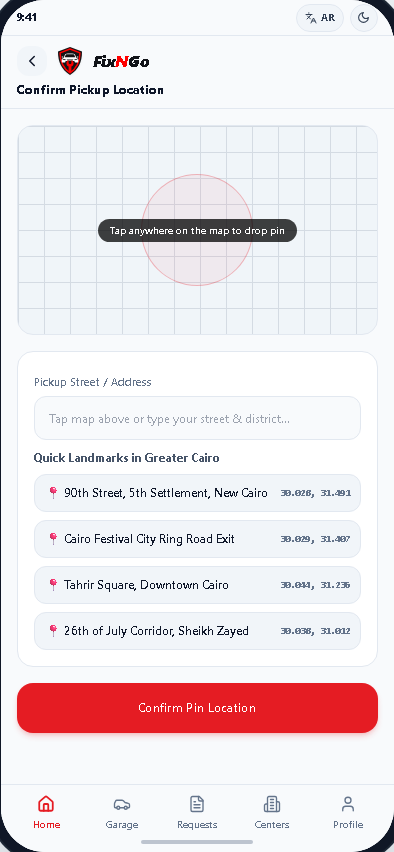 9:41
AR
FixNGo
Confirm Pickup Location
Tap anywhere on the map to drop pin
Pickup Street / Address
Tap map above or type your street & district...
Quick Landmarks in Greater Cairo
90th Street, 5th Settlement, New Cairo 30.026, 31.491
Cairo Festival City Ring Road Exit 30.029, 31.407
Tahrir Square, Downtown Cairo 30.044, 31.236
26th of July Corridor, Sheikh Zayed 30.036, 31.012
Confirm Pin Location
Home Garage Requests Centers Profile